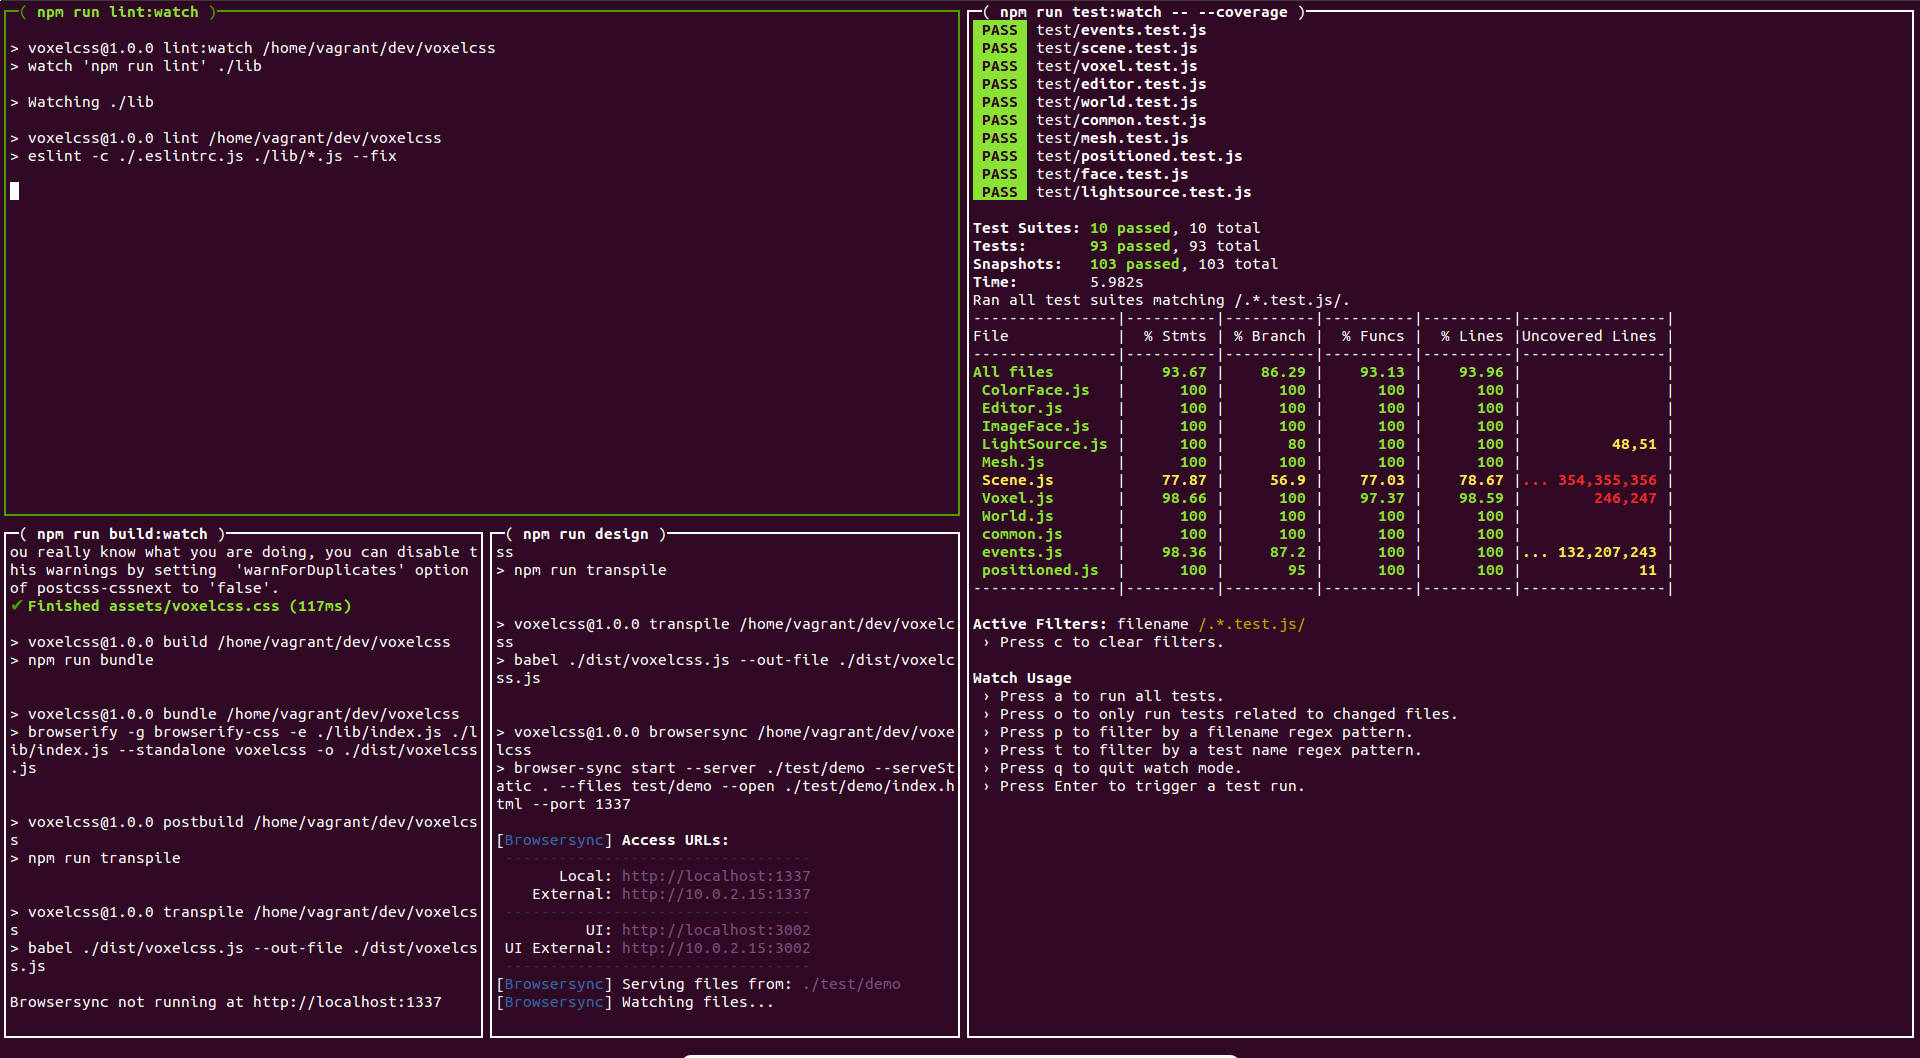 ( npm run lint:watch )
> voxelcss@1.0.0 lint:watch /home/vagrant/dev/voxelcss
> watch 'npm run lint' ./lib
> Watching ./lib
> voxelcss@1.0.0 lint /home/vagrant/dev/voxelcss
> eslint -c ./.eslintrc.js ./lib/*.js --fix
( npm run build:watch )
ou really know what you are doing, you can disable t
his warnings by setting  'warnForDuplicates' option
of postcss-cssnext to 'false'.
✔ Finished assets/voxelcss.css (117ms)
> voxelcss@1.0.0 build /home/vagrant/dev/voxelcss
> npm run bundle
> voxelcss@1.0.0 bundle /home/vagrant/dev/voxelcss
> browserify -g browserify-css -e ./lib/index.js ./l
ib/index.js --standalone voxelcss -o ./dist/voxelcss
.js
> voxelcss@1.0.0 postbuild /home/vagrant/dev/voxelcs
s
> npm run transpile
> voxelcss@1.0.0 transpile /home/vagrant/dev/voxelcs
s
> babel ./dist/voxelcss.js --out-file ./dist/voxelcs
s.js
Browsersync not running at http://localhost:1337
( npm run design )
ss
> npm run transpile
> voxelcss@1.0.0 transpile /home/vagrant/dev/voxelc
ss
> babel ./dist/voxelcss.js --out-file ./dist/voxelc
ss.js
> voxelcss@1.0.0 browsersync /home/vagrant/dev/voxe
lcss
> browser-sync start --server ./test/demo --serveSt
atic . --files test/demo --open ./test/demo/index.h
tml --port 1337
[Browsersync] Access URLs:
----------------------------------
Local: http://localhost:1337
External: http://10.0.2.15:1337
----------------------------------
UI: http://localhost:3002
UI External: http://10.0.2.15:3002
----------------------------------
[Browsersync] Serving files from: ./test/demo
[Browsersync] Watching files...
( npm run test:watch -- --coverage )
PASS test/events.test.js
PASS test/scene.test.js
PASS test/voxel.test.js
PASS test/editor.test.js
PASS test/world.test.js
PASS test/common.test.js
PASS test/mesh.test.js
PASS test/positioned.test.js
PASS test/face.test.js
PASS test/lightsource.test.js
Test Suites: 10 passed, 10 total
Tests: 93 passed, 93 total
Snapshots: 103 passed, 103 total
Time: 5.982s
Ran all test suites matching /.*.test.js/.
----------------|----------|----------|----------|----------|----------------|
File | % Stmts | % Branch | % Funcs | % Lines |Uncovered Lines |
----------------|----------|----------|----------|----------|----------------|
All files | 93.67 | 86.29 | 93.13 | 93.96 | |
ColorFace.js | 100 | 100 | 100 | 100 | |
Editor.js | 100 | 100 | 100 | 100 | |
ImageFace.js | 100 | 100 | 100 | 100 | |
LightSource.js | 100 | 80 | 100 | 100 | 48,51 |
Mesh.js | 100 | 100 | 100 | 100 | |
Scene.js | 77.87 | 56.9 | 77.03 | 78.67 |... 354,355,356 |
Voxel.js | 98.66 | 100 | 97.37 | 98.59 | 246,247 |
World.js | 100 | 100 | 100 | 100 | |
common.js | 100 | 100 | 100 | 100 | |
events.js | 98.36 | 87.2 | 100 | 100 |... 132,207,243 |
positioned.js | 100 | 95 | 100 | 100 | 11 |
----------------|----------|----------|----------|----------|----------------|
Active Filters: filename /.*.test.js/
› Press c to clear filters.
Watch Usage
› Press a to run all tests.
› Press o to only run tests related to changed files.
› Press p to filter by a filename regex pattern.
› Press t to filter by a test name regex pattern.
› Press q to quit watch mode.
› Press Enter to trigger a test run.